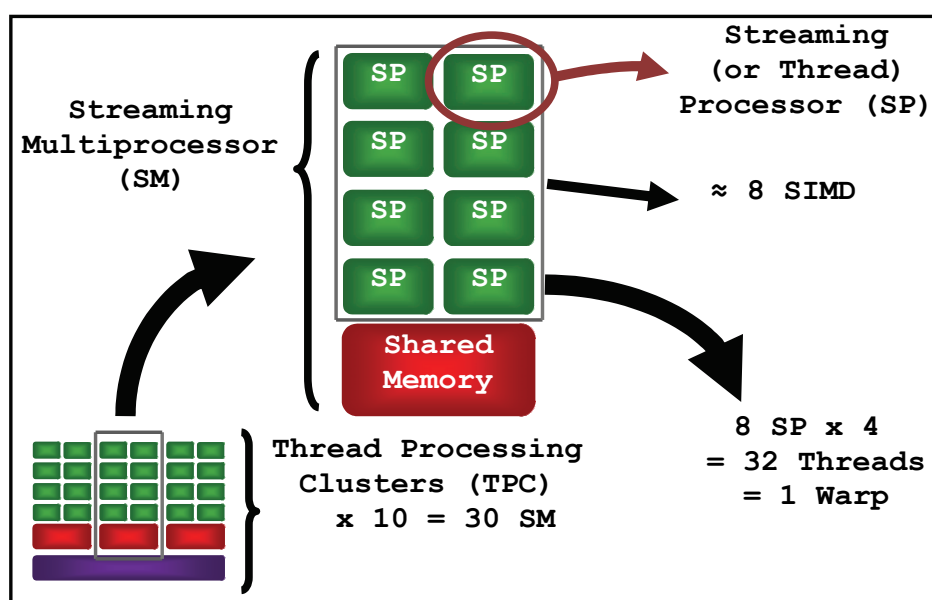 Streaming
Multiprocessor
(SM)
SP SP
SP SP
SP SP
SP SP
Shared
Memory
Streaming
(or Thread)
Processor (SP)
≈ 8 SIMD
8 SP x 4
= 32 Threads
= 1 Warp
Thread Processing
Clusters (TPC)
x 10 = 30 SM